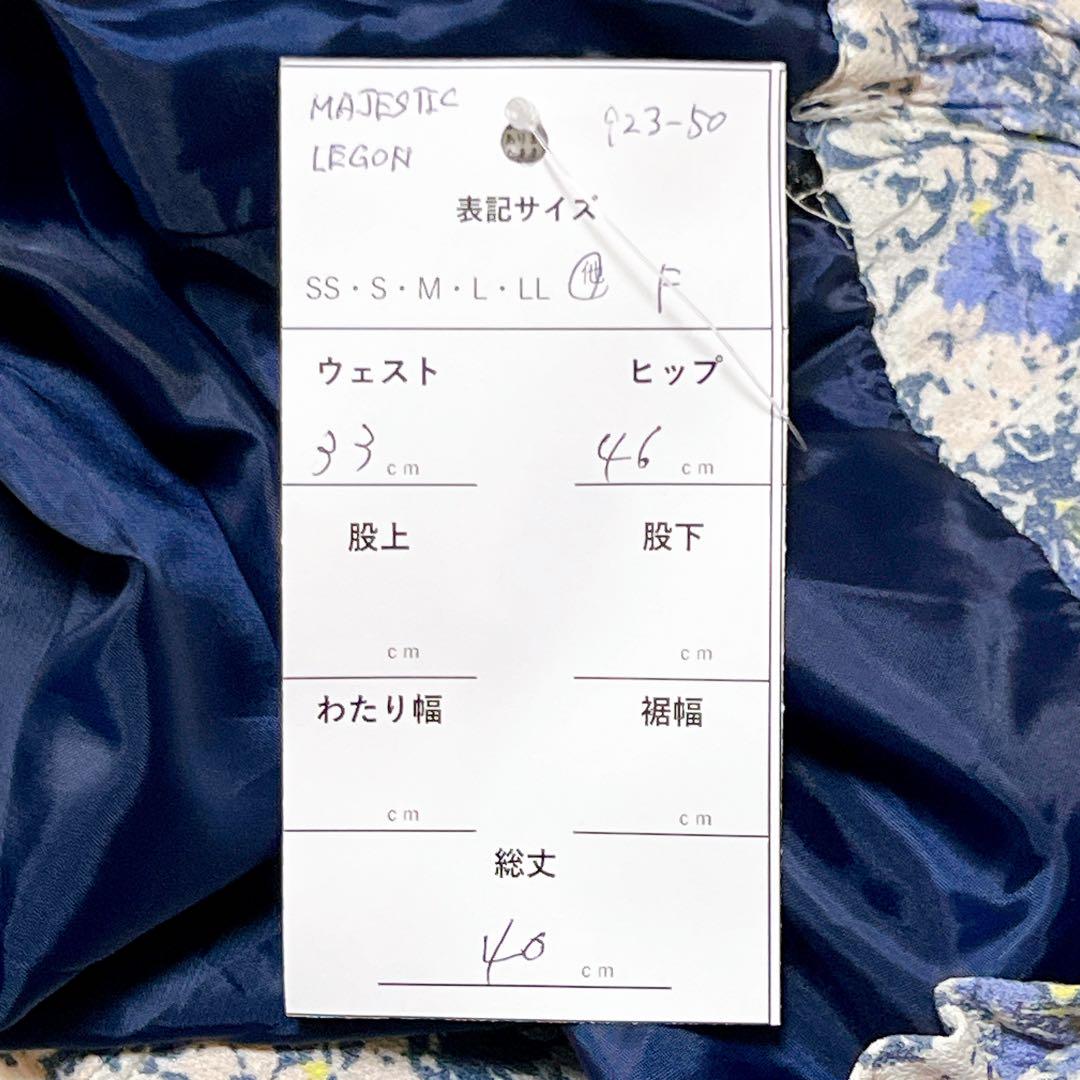 MAJESTIC
LEGON
923-50
表記サイズ
SS・S・M・L・LL 他 F
ウェスト ヒップ
33 cm 46 cm
股上 股下
cm cm
わたり幅 裾幅
cm cm
総丈
40 cm